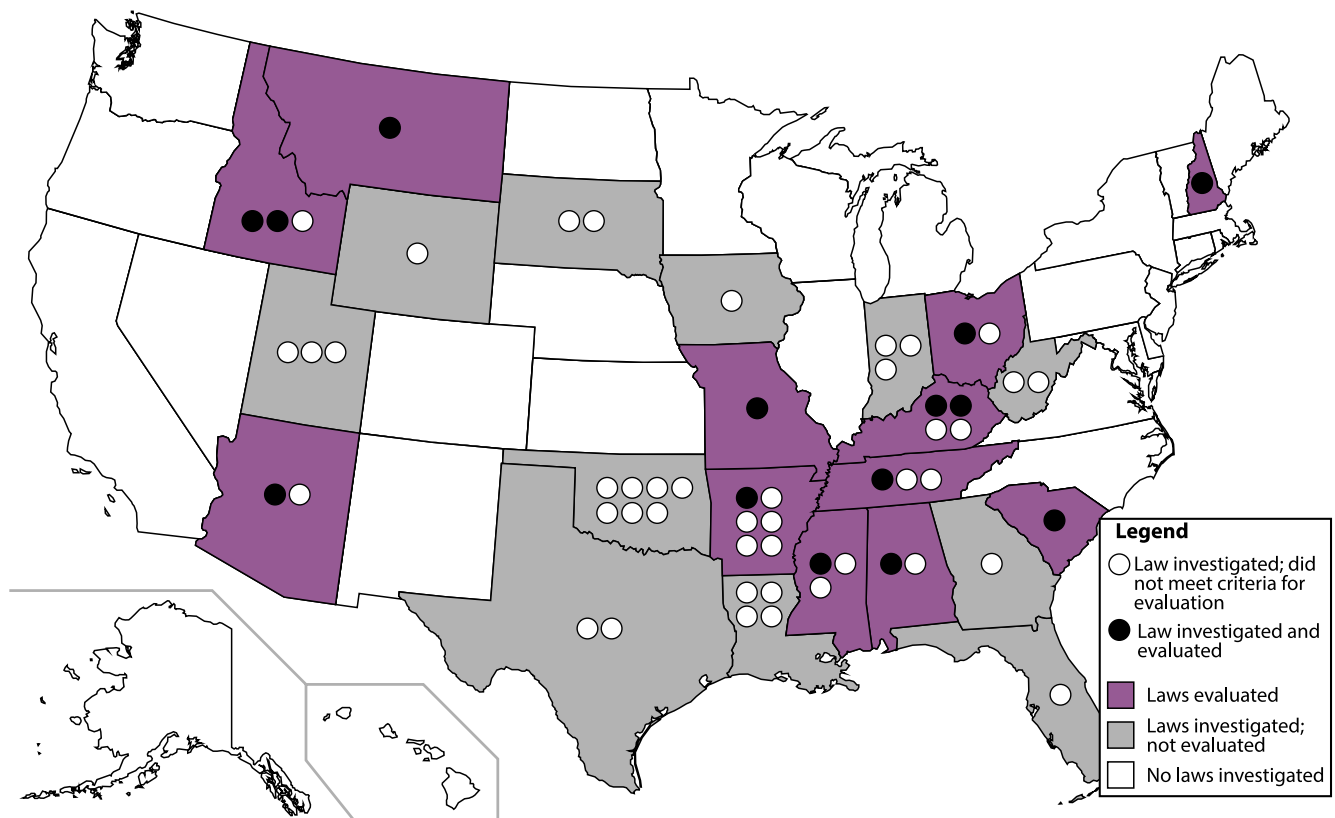 Legend
Law investigated; did
not meet criteria for
evaluation
Law investigated and
evaluated
Laws evaluated
Laws investigated;
not evaluated
No laws investigated